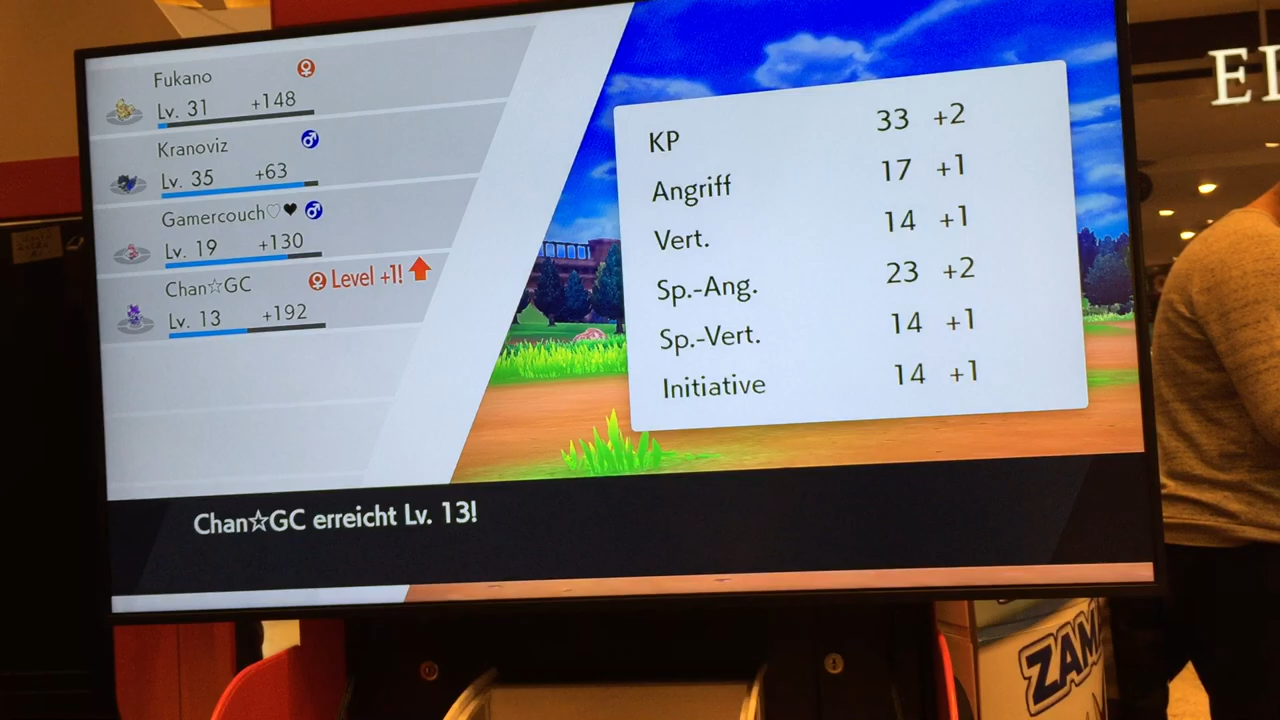 Fukano ♀
Lv. 31 +148
Kranoviz ♂
Lv. 35 +63
Gamercouch♡♥ ♂
Lv. 19 +130
Chan☆GC ♀ Level +1!
Lv. 13 +192
KP 33 +2
Angriff 17 +1
Vert. 14 +1
Sp.-Ang. 23 +2
Sp.-Vert. 14 +1
Initiative 14 +1
Chan☆GC erreicht Lv. 13!
ZAM